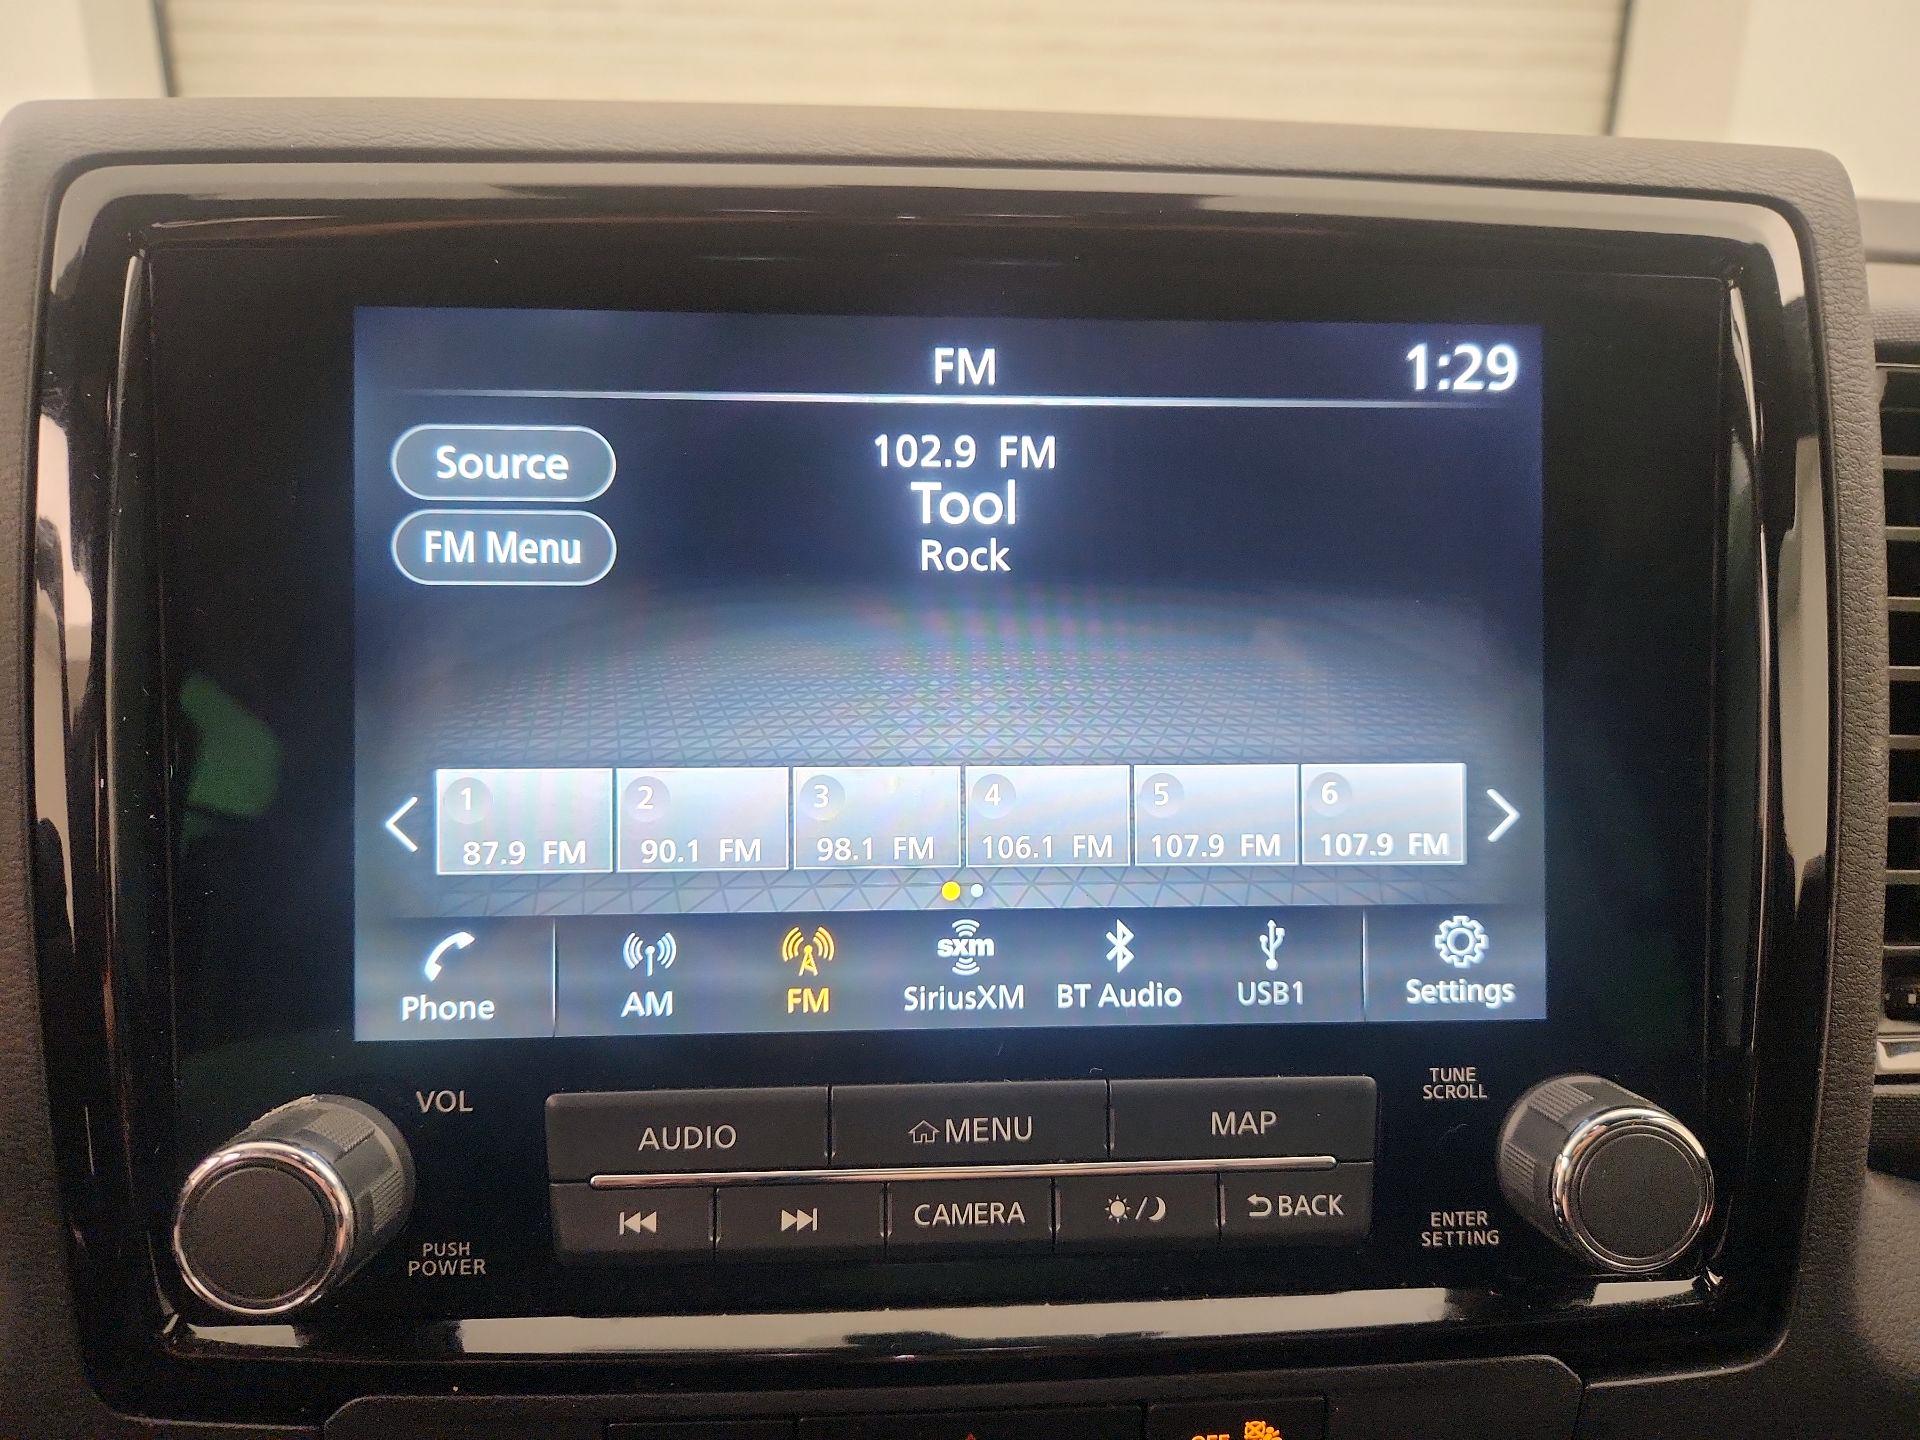 FM 1:29
Source
FM Menu
102.9 FM
Tool
Rock
1 2 3 4 5 6
87.9 FM 90.1 FM 98.1 FM 106.1 FM 107.9 FM 107.9 FM
sxm
Phone AM FM SiriusXM BT Audio USB1 Settings
VOL
AUDIO MENU MAP
TUNE
SCROLL
CAMERA BACK
PUSH
POWER
ENTER
SETTING
OFF